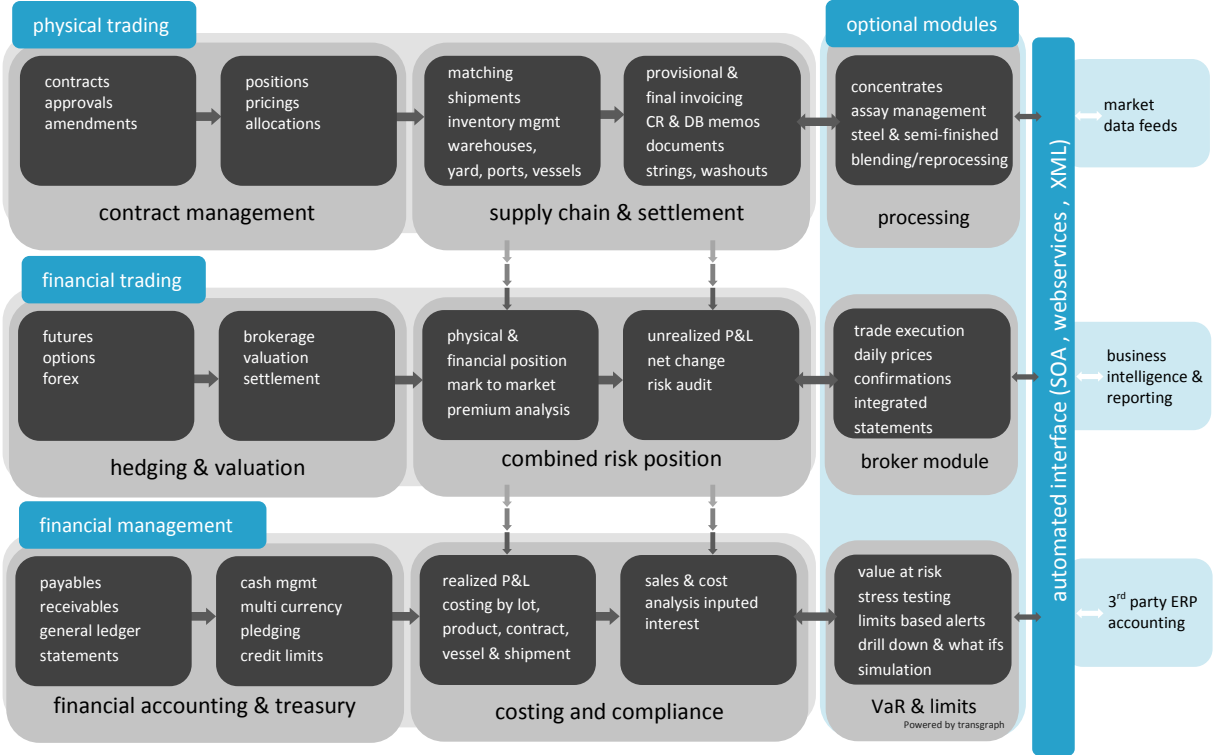 physical trading
optional modules
contracts
approvals
amendments
positions
pricings
allocations
contract management
matching
shipments
inventory mgmt
warehouses,
yard, ports, vessels
provisional &
final invoicing
CR & DB memos
documents
strings, washouts
supply chain & settlement
concentrates
assay management
steel & semi-finished
blending/reprocessing
processing
automated interface (SOA , webservices , XML)
market
data feeds
financial trading
futures
options
forex
brokerage
valuation
settlement
hedging & valuation
physical &
financial position
mark to market
premium analysis
unrealized P&L
net change
risk audit
combined risk position
trade execution
daily prices
confirmations
integrated
statements
broker module
business
intelligence &
reporting
financial management
payables
receivables
general ledger
statements
cash mgmt
multi currency
pledging
credit limits
financial accounting & treasury
realized P&L
costing by lot,
product, contract,
vessel & shipment
sales & cost
analysis inputed
interest
costing and compliance
value at risk
stress testing
limits based alerts
drill down & what ifs
simulation
VaR & limits
Powered by transgraph
3rd party ERP
accounting